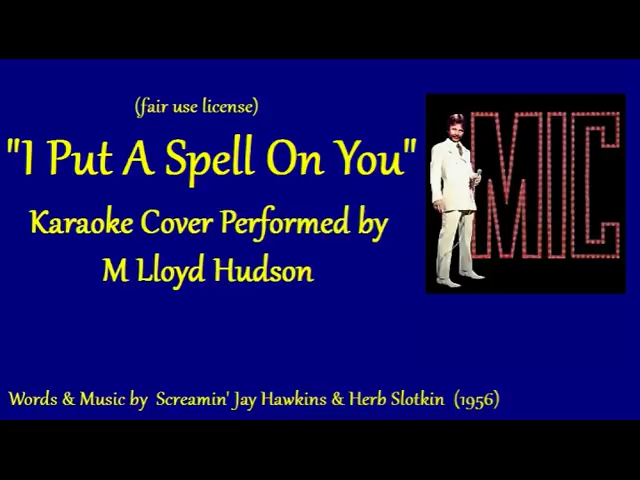 (fair use license)
"I Put A Spell On You"
Karaoke Cover Performed by
M Lloyd Hudson
MIC
Words & Music by Screamin' Jay Hawkins & Herb Slotkin (1956)